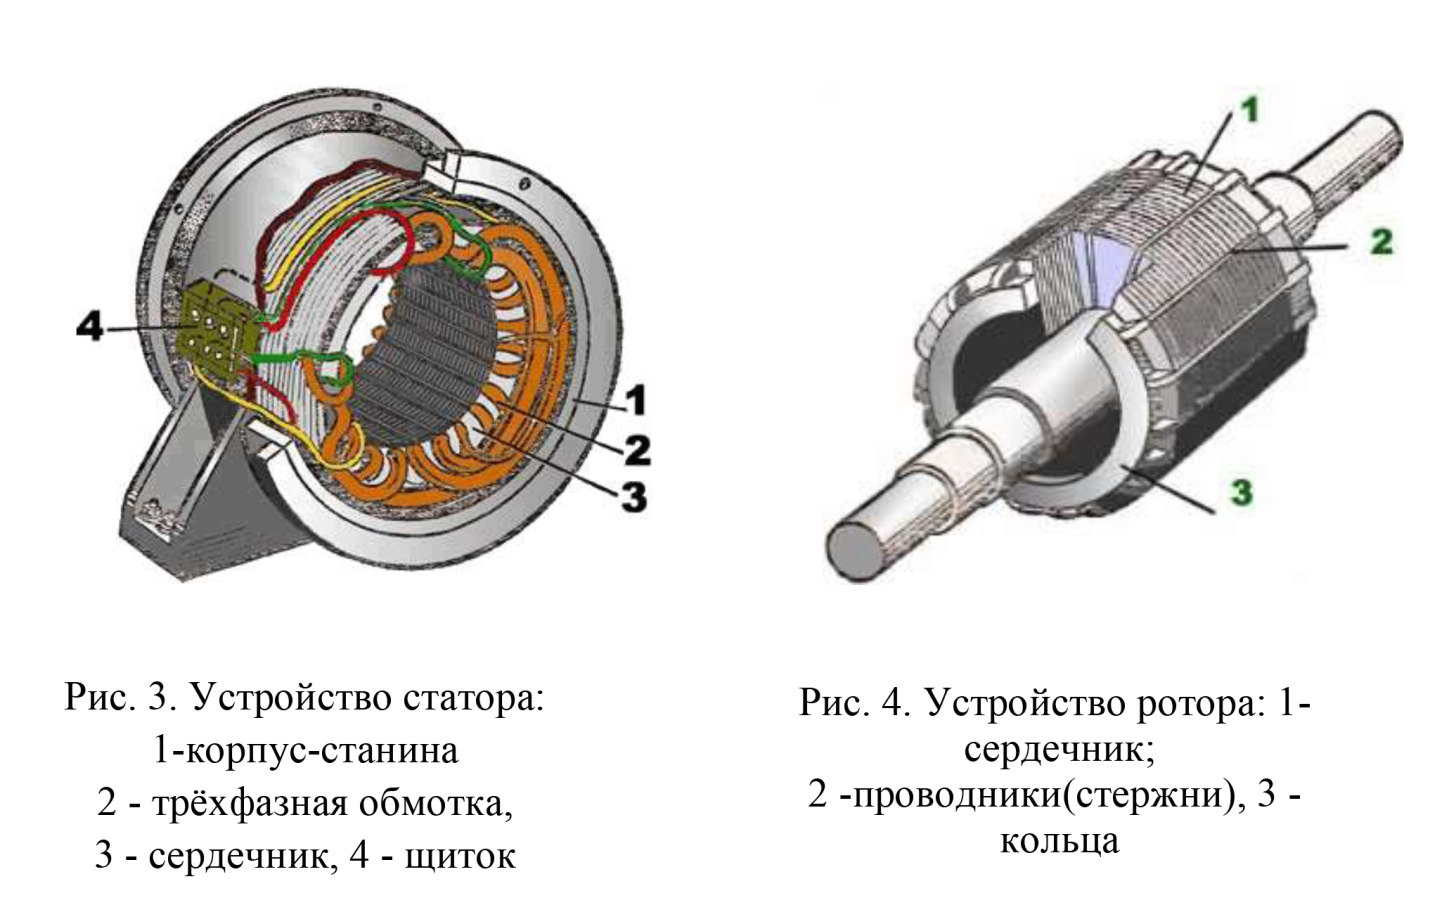 4
1
2
3
1
2
3
Рис. 3. Устройство статора:
1-корпус-станина
2 - трёхфазная обмотка,
3 - сердечник, 4 - щиток
Рис. 4. Устройство ротора: 1-
сердечник;
2 -проводники(стержни), 3 -
кольца